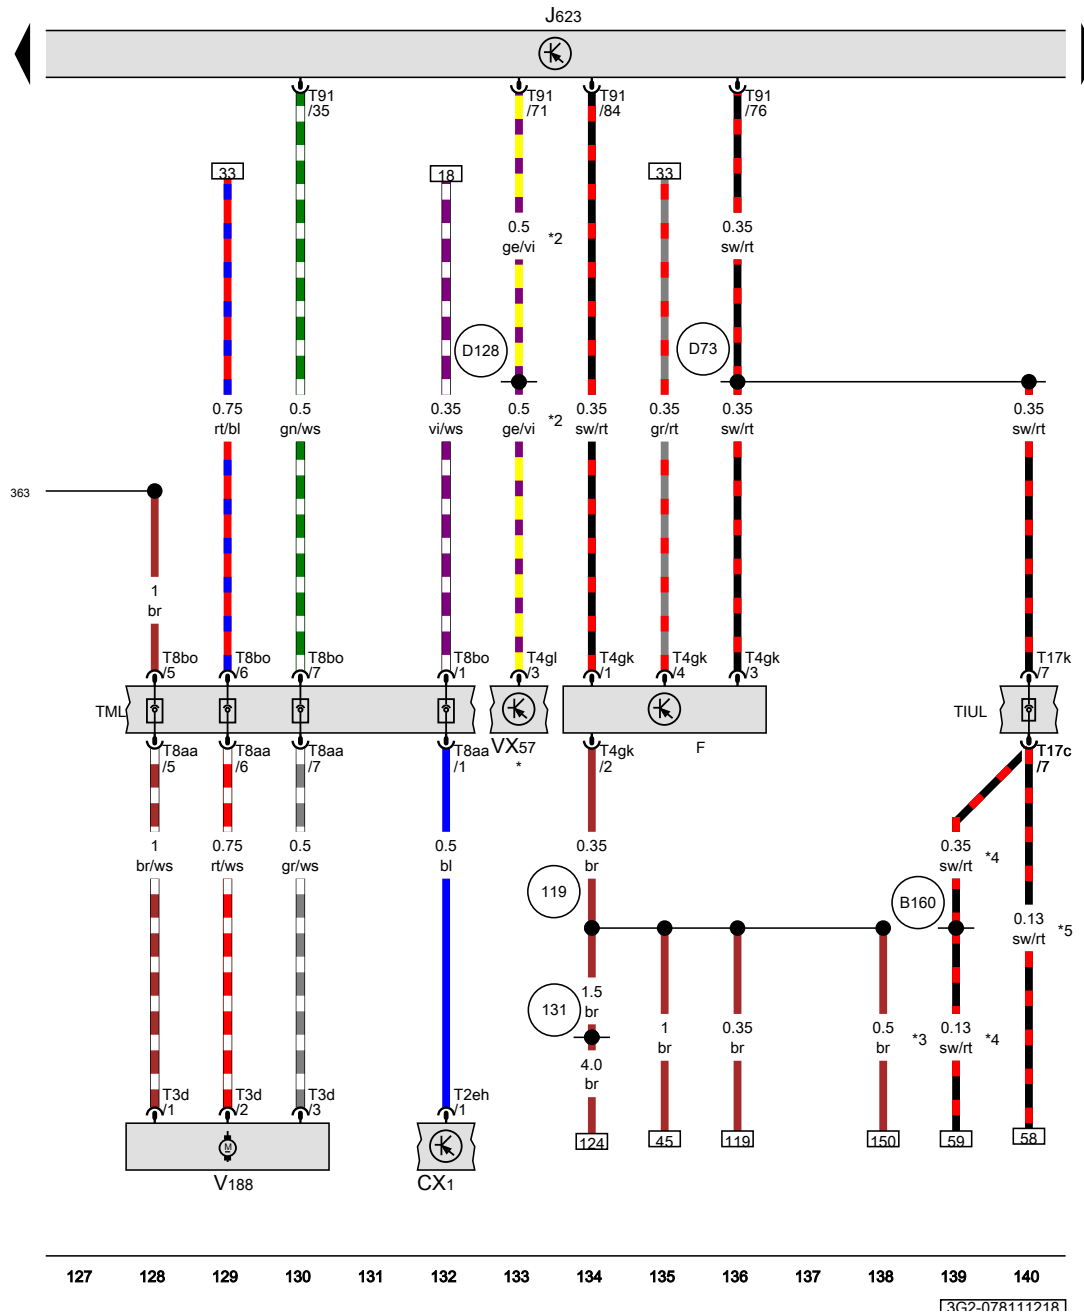 J623
T91 T91 T91 T91
/35 /71 /84 /76
33 18 33
0.5 *2 0.35
ge/vi sw/rt
D128 D73
0.75 0.5 0.35 0.5 *2 0.35 0.35 0.35 0.35
rt/bl gn/ws vi/ws ge/vi sw/rt gr/rt sw/rt sw/rt
363
1
br
T8bo T8bo T8bo T8bo T4gl T4gk T4gk T4gk T17k
/5 /6 /7 /1 /3 /1 /4 /3 /7
TML TIUL
T8aa T8aa T8aa T8aa VX57 T4gk F T17c
/5 /6 /7 /1 * /2 /7
1 0.75 0.5 0.5 0.35 0.35 *4
br/ws rt/ws gr/ws bl br sw/rt
119 B160
0.13 *5
sw/rt
131 1.5
br
1 0.35 0.5 *3 0.13 *4
br br br sw/rt
4.0
br
T3d T3d T3d T2eh
/1 /2 /3 /1
124 45 119 150 59 58
M
V188 CX1
127 128 129 130 131 132 133 134 135 136 137 138 139 140
3G2-078111218